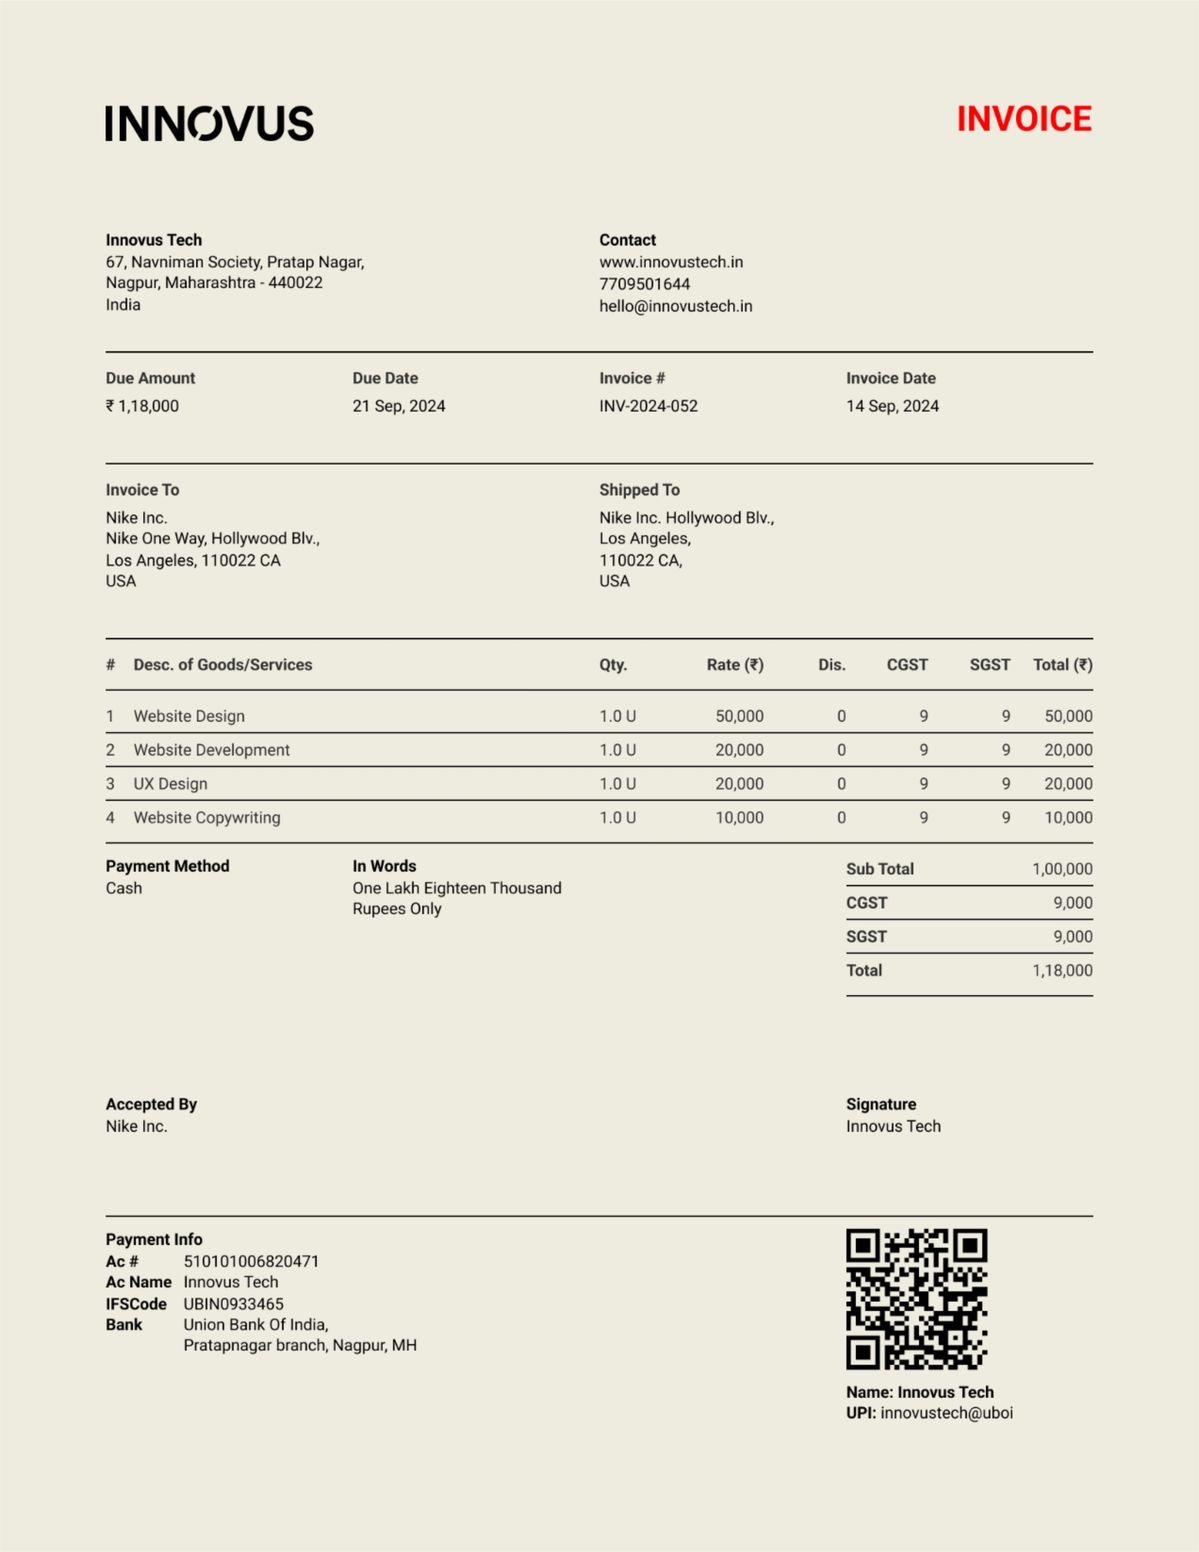 INNOVUS
INVOICE
Innovus Tech
67, Navniman Society, Pratap Nagar,
Nagpur, Maharashtra - 440022
India
Contact
www.innovustech.in
7709501644
hello@innovustech.in
Due Amount
₹ 1,18,000
Due Date
21 Sep, 2024
Invoice #
INV-2024-052
Invoice Date
14 Sep, 2024
Invoice To
Nike Inc.
Nike One Way, Hollywood Blv.,
Los Angeles, 110022 CA
USA
Shipped To
Nike Inc. Hollywood Blv.,
Los Angeles,
110022 CA,
USA
# Desc. of Goods/Services Qty. Rate (₹) Dis. CGST SGST Total (₹)
1 Website Design 1.0 U 50,000 0 9 9 50,000
2 Website Development 1.0 U 20,000 0 9 9 20,000
3 UX Design 1.0 U 20,000 0 9 9 20,000
4 Website Copywriting 1.0 U 10,000 0 9 9 10,000
Payment Method
Cash
In Words
One Lakh Eighteen Thousand
Rupees Only
Sub Total 1,00,000
CGST 9,000
SGST 9,000
Total 1,18,000
Accepted By
Nike Inc.
Signature
Innovus Tech
Payment Info
Ac # 510101006820471
Ac Name Innovus Tech
IFSCode UBIN0933465
Bank Union Bank Of India,
Pratapnagar branch, Nagpur, MH
Name: Innovus Tech
UPI: innovustech@uboi